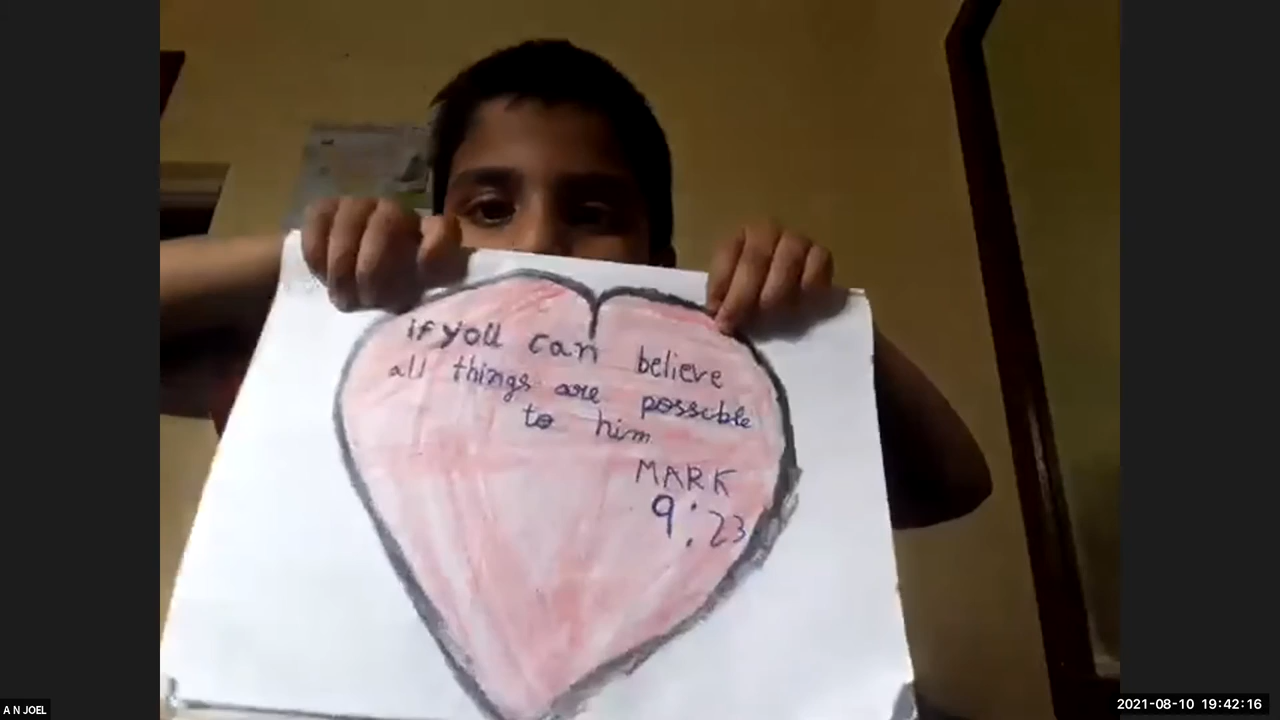 if you can believe
all things are possible
to him
MARK
9:23
A N JOEL
2021-08-10 19:42:16